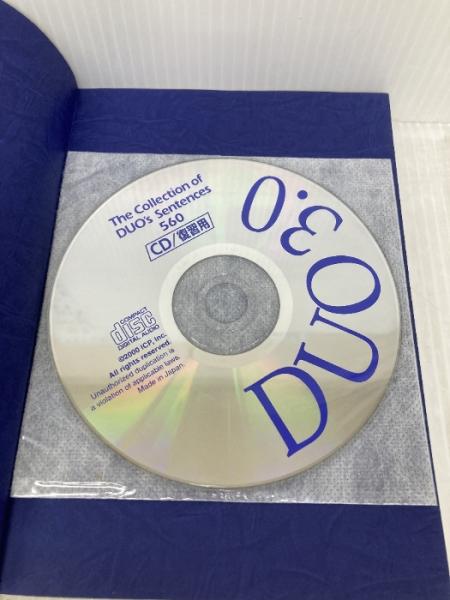 The Collection of
DUO's Sentences
560
CD/復習用
DUO 3.0
COMPACT
disc
DIGITAL AUDIO
©2000 ICP, Inc.
All rights reserved.
Unauthorized duplication is
a violation of applicable laws.
Made in Japan.